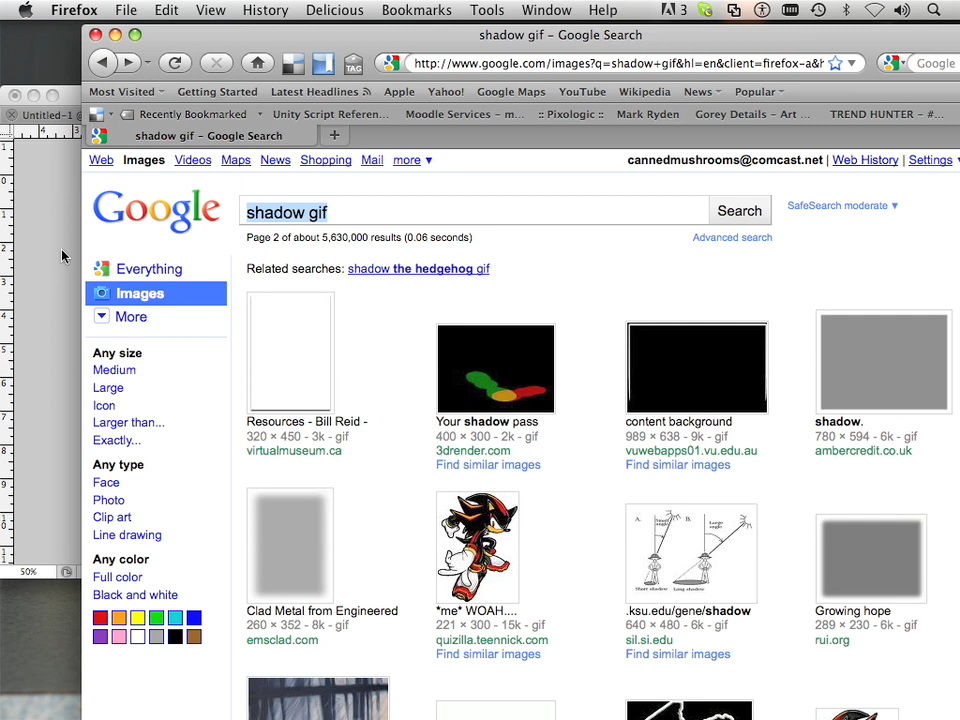 Firefox File Edit View History Delicious Bookmarks Tools Window Help 3
shadow gif – Google Search
http://www.google.com/images?q=shadow+gif&hl=en&client=firefox-a&h Google
Most Visited Getting Started Latest Headlines Apple Yahoo! Google Maps YouTube Wikipedia News Popular
Untitled-1 Recently Bookmarked Unity Script Referen... Moodle Services – m... :: Pixologic :: Mark Ryden Gorey Details – Art ... TREND HUNTER – #...
shadow gif – Google Search
Web Images Videos Maps News Shopping Mail more cannedmushrooms@comcast.net | Web History | Settings
Google shadow gif Search SafeSearch moderate
Page 2 of about 5,630,000 results (0.06 seconds) Advanced search
Related searches: shadow the hedgehog gif
Everything
Images
More
Any size
Medium
Large
Icon
Larger than...
Exactly...
Any type
Face
Photo
Clip art
Line drawing
Any color
Full color
Black and white
Resources - Bill Reid -
320 × 450 - 3k - gif
virtualmuseum.ca
Your shadow pass
400 × 300 - 2k - gif
3drender.com
Find similar images
content background
989 × 638 - 9k - gif
vuwebapps01.vu.edu.au
Find similar images
shadow.
780 × 594 - 6k - gif
ambercredit.co.uk
Clad Metal from Engineered
260 × 352 - 8k - gif
emsclad.com
*me* WOAH....
221 × 300 - 15k - gif
quizilla.teennick.com
Find similar images
A. B.
.ksu.edu/gene/shadow
640 × 480 - 6k - gif
sil.si.edu
Find similar images
Growing hope
289 × 230 - 6k - gif
rui.org
50%